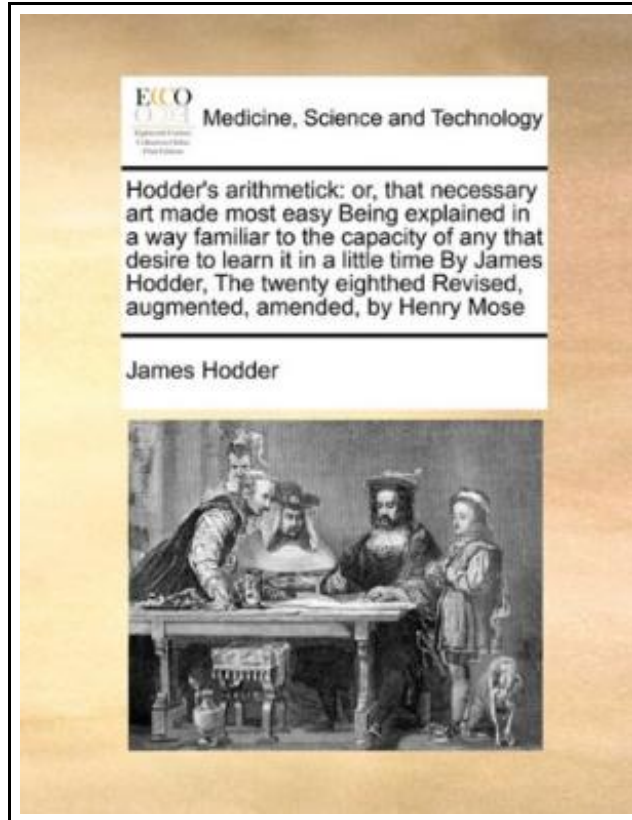 ECCO
Medicine, Science and Technology
Hodder's arithmetick: or, that necessary
art made most easy Being explained in
a way familiar to the capacity of any that
desire to learn it in a little time By James
Hodder, The twenty eighthed Revised,
augmented, amended, by Henry Mose
James Hodder